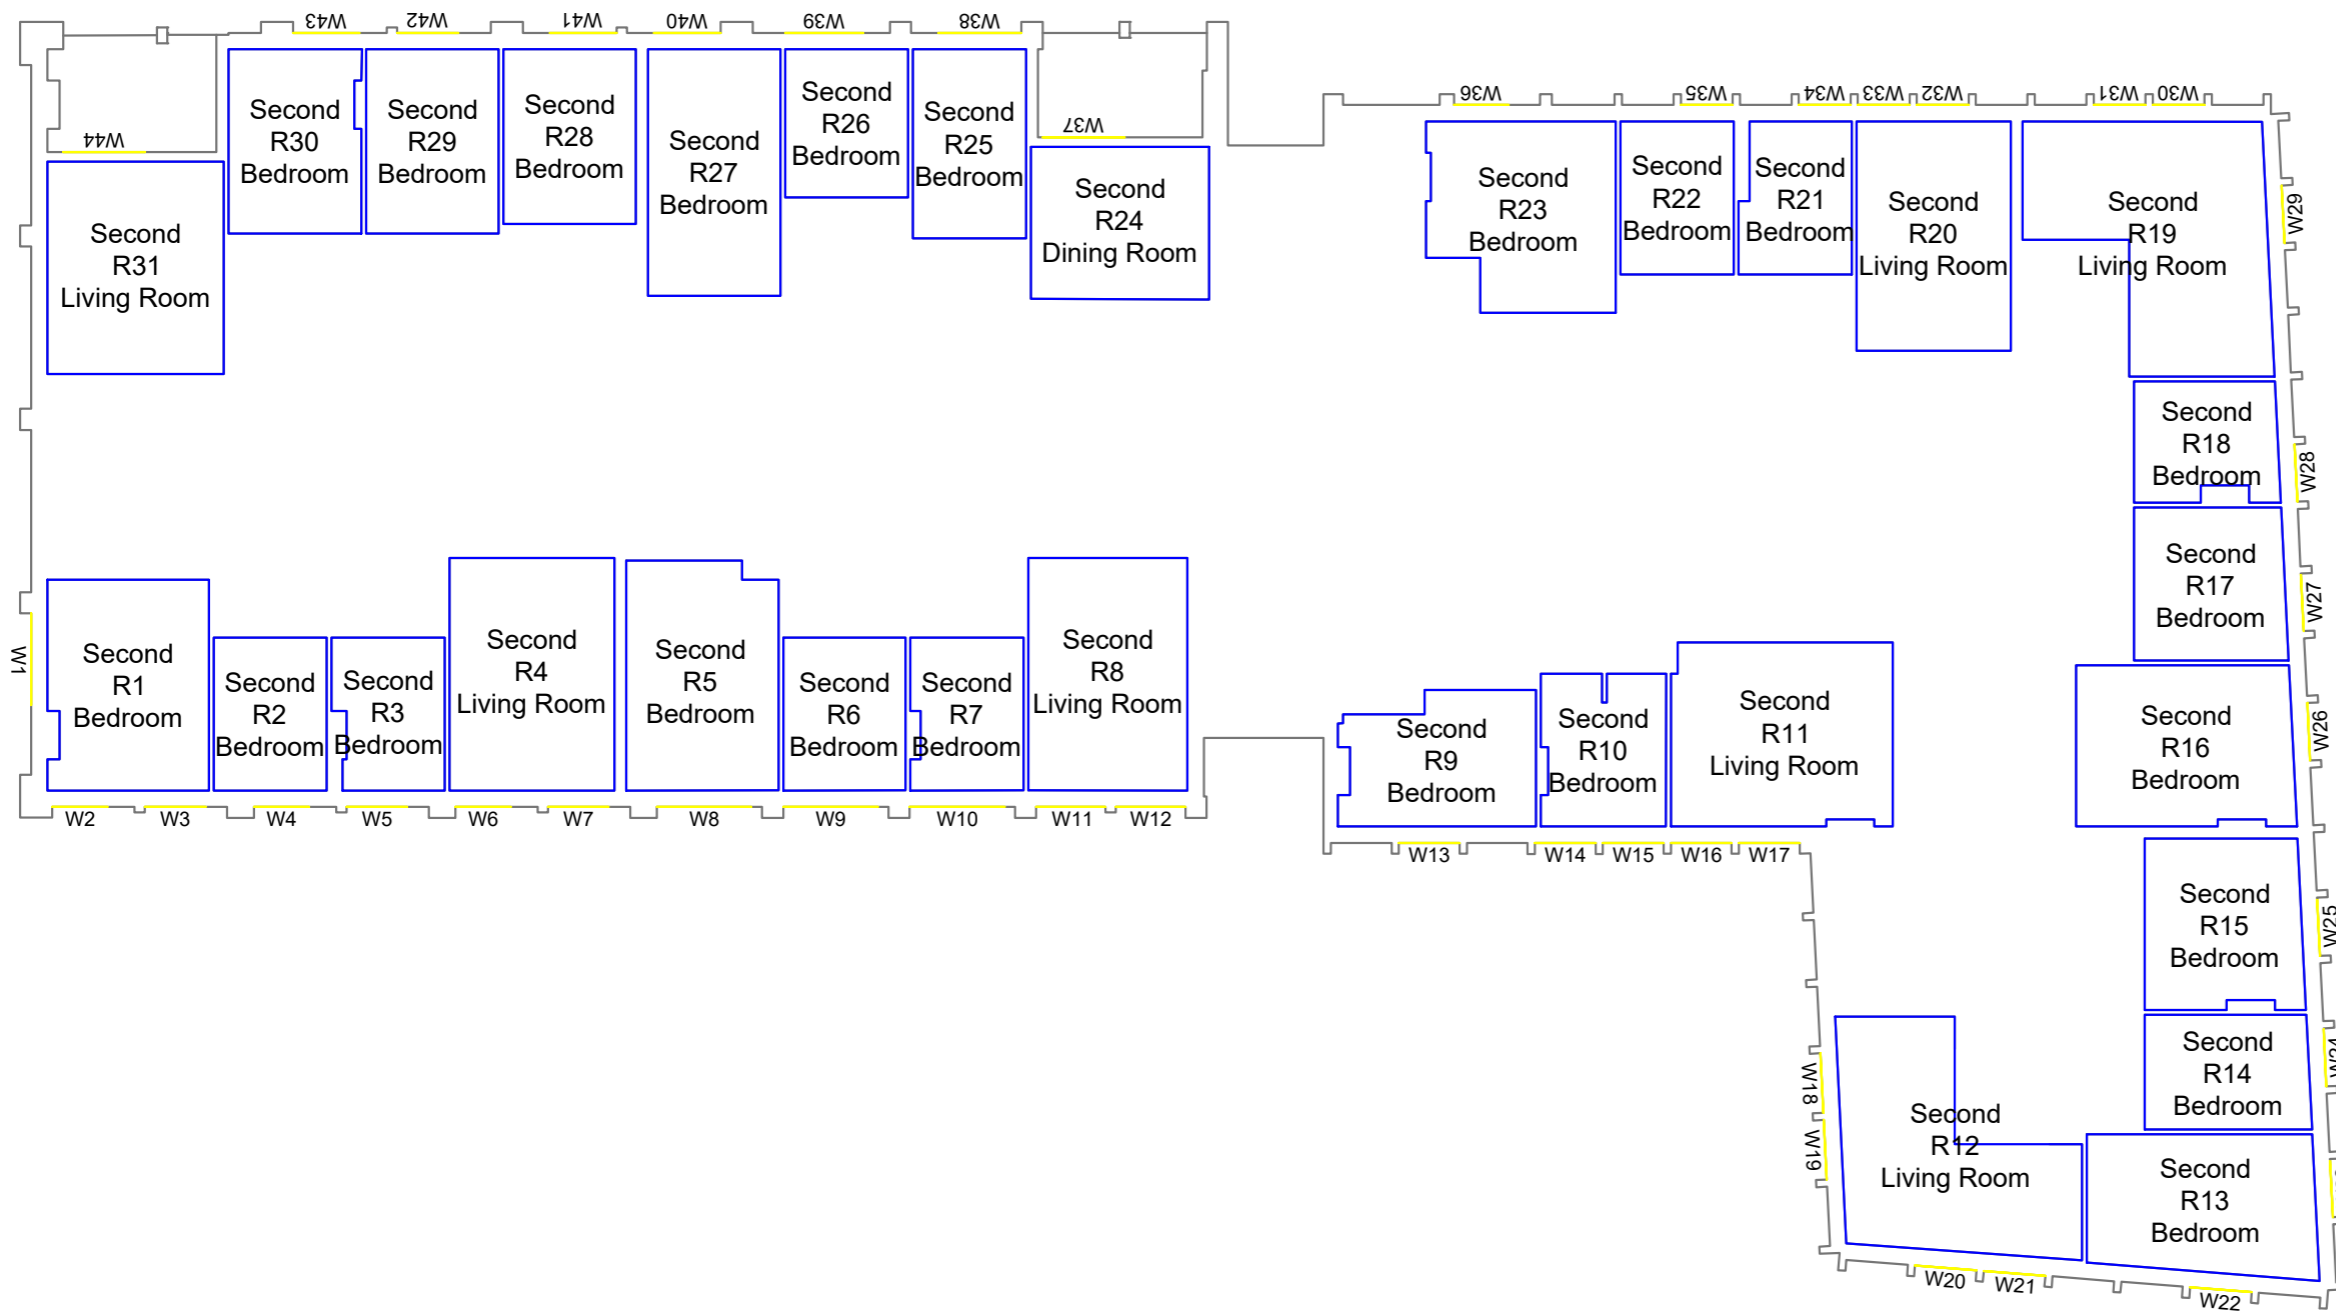 W43
W42
W41
W40
W39
W38
W36
W35
W34
W33
W32
W31
W30
W44
W37
W29
Second
R30
Bedroom
Second
R29
Bedroom
Second
R28
Bedroom
Second
R27
Bedroom
Second
R26
Bedroom
Second
R25
Bedroom
Second
R24
Dining Room
Second
R31
Living Room
Second
R23
Bedroom
Second
R22
Bedroom
Second
R21
Bedroom
Second
R20
Living Room
Second
R19
Living Room
Second
R18
Bedroom
W28
Second
R17
Bedroom
W27
Second
R16
Bedroom
W26
W1
Second
R1
Bedroom
Second
R2
Bedroom
Second
R3
Bedroom
Second
R4
Living Room
Second
R5
Bedroom
Second
R6
Bedroom
Second
R7
Bedroom
Second
R8
Living Room
Second
R9
Bedroom
Second
R10
Bedroom
Second
R11
Living Room
W2
W3
W4
W5
W6
W7
W8
W9
W10
W11
W12
W13
W14
W15
W16
W17
Second
R15
Bedroom
W25
Second
R14
Bedroom
W24
W18
W19
Second
R12
Living Room
Second
R13
Bedroom
W20
W21
W22